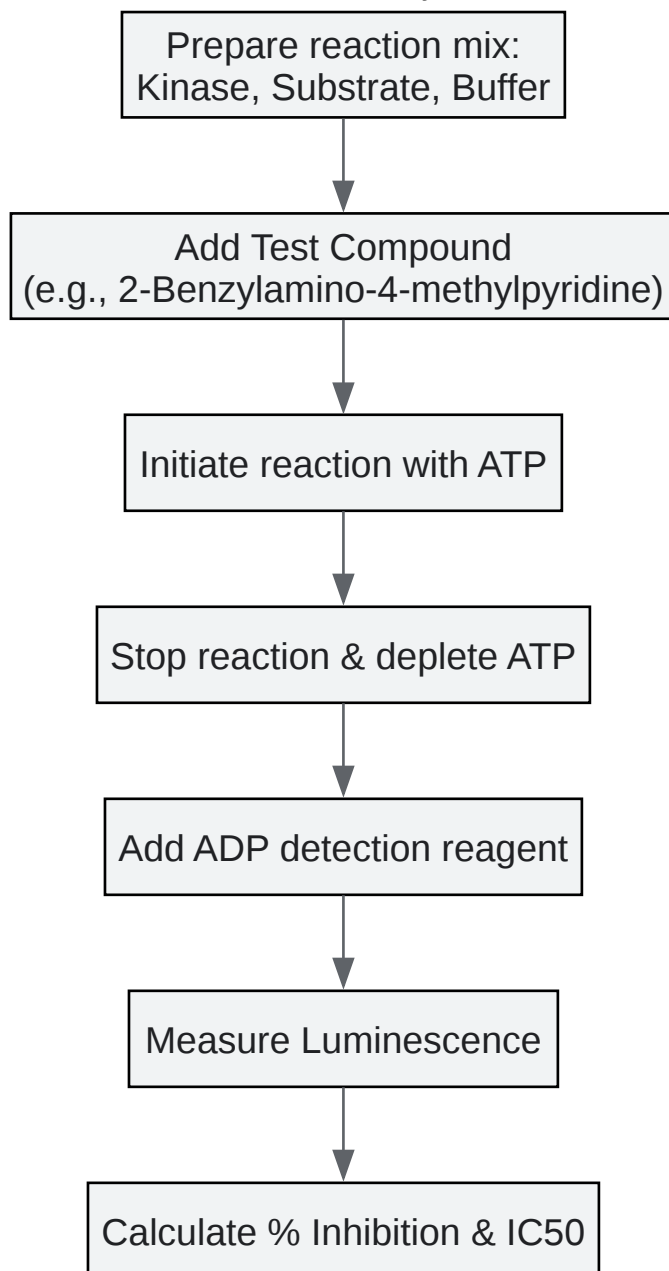 Prepare reaction mix:
Kinase, Substrate, Buffer
Add Test Compound
(e.g., 2-Benzylamino-4-methylpyridine)
Initiate reaction with ATP
Stop reaction & deplete ATP
Add ADP detection reagent
Measure Luminescence
Calculate % Inhibition & IC50